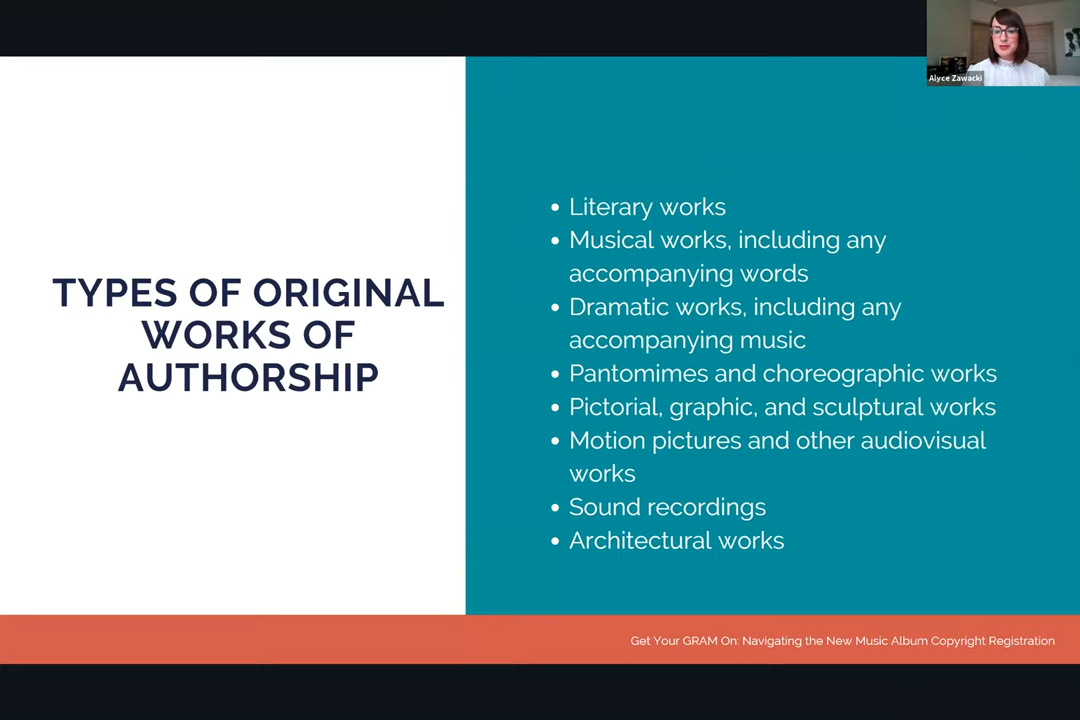 Alyce Zawacki
TYPES OF ORIGINAL
WORKS OF
AUTHORSHIP
• Literary works
• Musical works, including any
accompanying words
• Dramatic works, including any
accompanying music
• Pantomimes and choreographic works
• Pictorial, graphic, and sculptural works
• Motion pictures and other audiovisual
works
• Sound recordings
• Architectural works
Get Your GRAM On: Navigating the New Music Album Copyright Registration